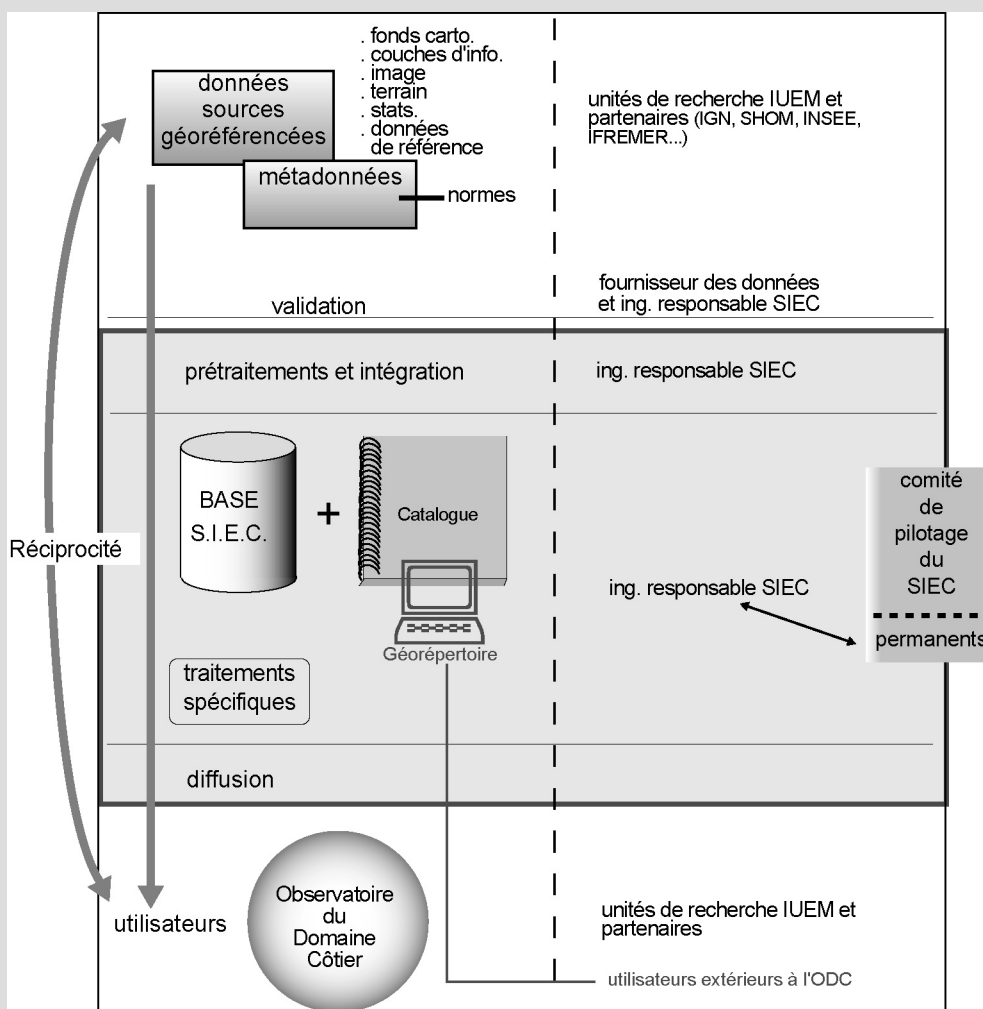 . fonds carto.
. couches d'info.
. image
. terrain
. stats.
. données
de référence
données
sources
géoréférencées
métadonnées
normes
unités de recherche IUEM et
partenaires (IGN, SHOM, INSEE,
IFREMER...)
validation
fournisseur des données
et ing. responsable SIEC
prétraitements et intégration
ing. responsable SIEC
BASE
S.I.E.C.
+
Catalogue
Géorépertoire
Réciprocité
ing. responsable SIEC
comité
de
pilotage
du
SIEC
permanents
traitements
spécifiques
diffusion
utilisateurs
Observatoire
du
Domaine
Côtier
unités de recherche IUEM et
partenaires
utilisateurs extérieurs à l'ODC